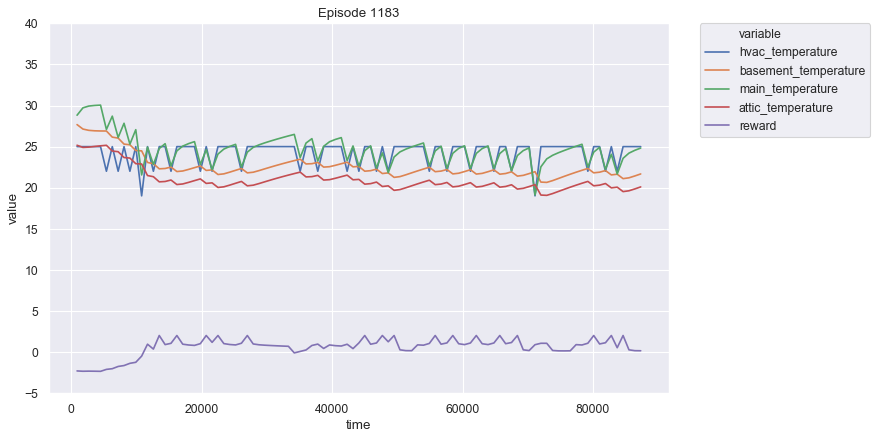 Episode 1183
40
35
30
25
20
15
10
5
0
−5
value
0
20000
40000
60000
80000
time
variable
hvac_temperature
basement_temperature
main_temperature
attic_temperature
reward